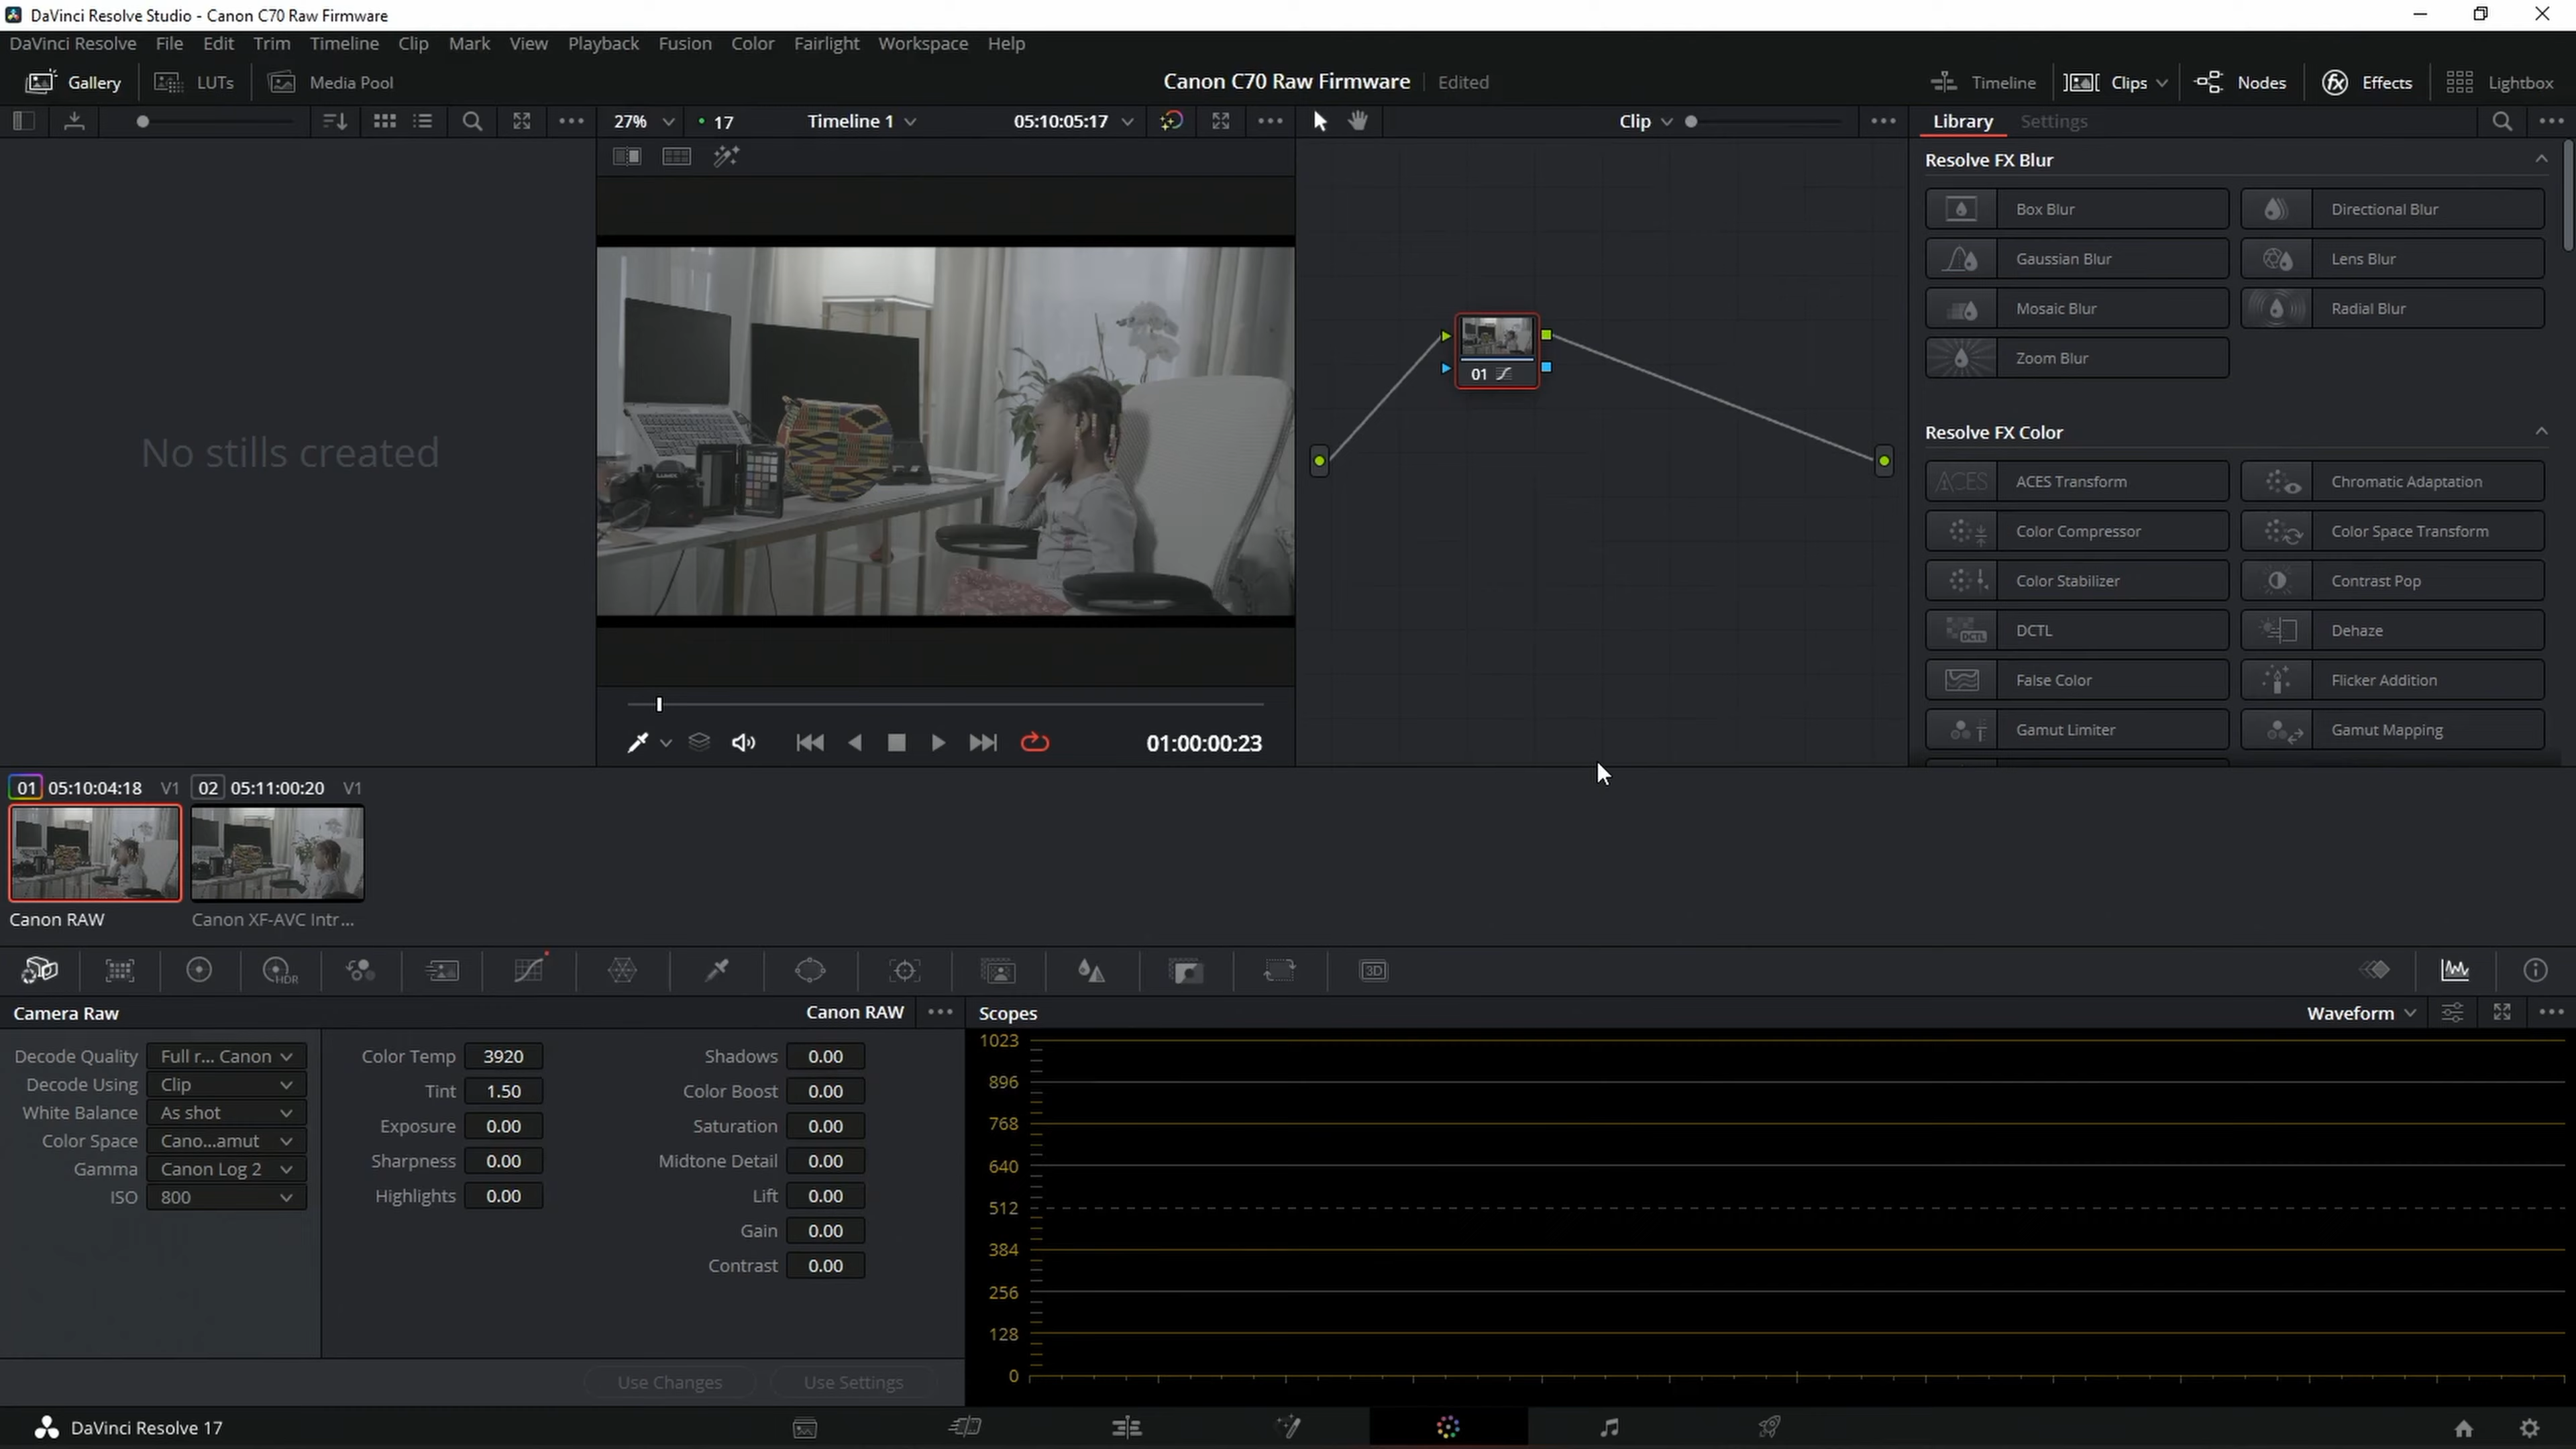 DaVinci Resolve Studio - Canon C70 Raw Firmware
DaVinci Resolve File Edit Trim Timeline Clip Mark View Playback Fusion Color Fairlight Workspace Help
Gallery LUTs Media Pool Canon C70 Raw Firmware Edited Timeline Clips Nodes Effects Lightbox
27% 17 Timeline 1 05:10:05:17 Clip Library Settings
Resolve FX Blur
Box Blur Directional Blur
Gaussian Blur Lens Blur
Mosaic Blur Radial Blur
Zoom Blur
01
No stills created
LUMIX
Resolve FX Color
ACES ACES Transform Chromatic Adaptation
Color Compressor Color Space Transform
Color Stabilizer Contrast Pop
DCTL DCTL Dehaze
False Color Flicker Addition
Gamut Limiter Gamut Mapping
01:00:00:23
01 05:10:04:18 V1 02 05:11:00:20 V1
Canon RAW Canon XF-AVC Intr...
HDR 3D
Camera Raw Canon RAW Scopes Waveform
Decode Quality Full r... Canon
Decode Using Clip
White Balance As shot
Color Space Cano...amut
Gamma Canon Log 2
ISO 800
Color Temp 3920
Tint 1.50
Exposure 0.00
Sharpness 0.00
Highlights 0.00
Shadows 0.00
Color Boost 0.00
Saturation 0.00
Midtone Detail 0.00
Lift 0.00
Gain 0.00
Contrast 0.00
1023
896
768
640
512
384
256
128
0
Use Changes Use Settings
DaVinci Resolve 17